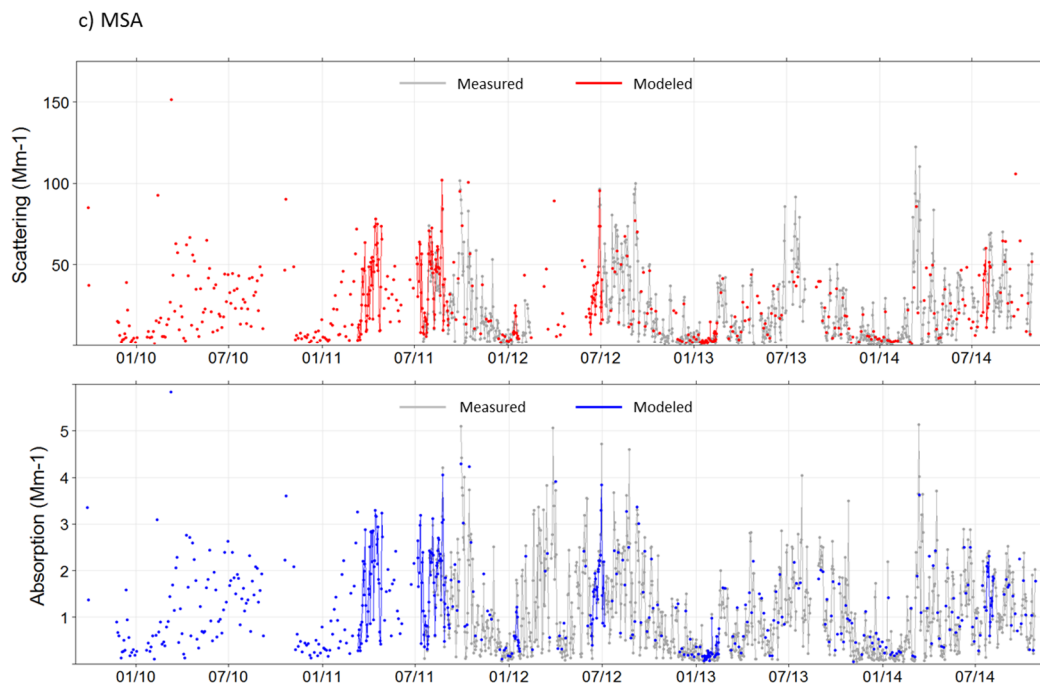 c) MSA
Measured Modeled
Scattering (Mm-1)
150
100
50
01/10 07/10 01/11 07/11 01/12 07/12 01/13 07/13 01/14 07/14
Measured Modeled
Absorption (Mm-1)
5
4
3
2
1
01/10 07/10 01/11 07/11 01/12 07/12 01/13 07/13 01/14 07/14